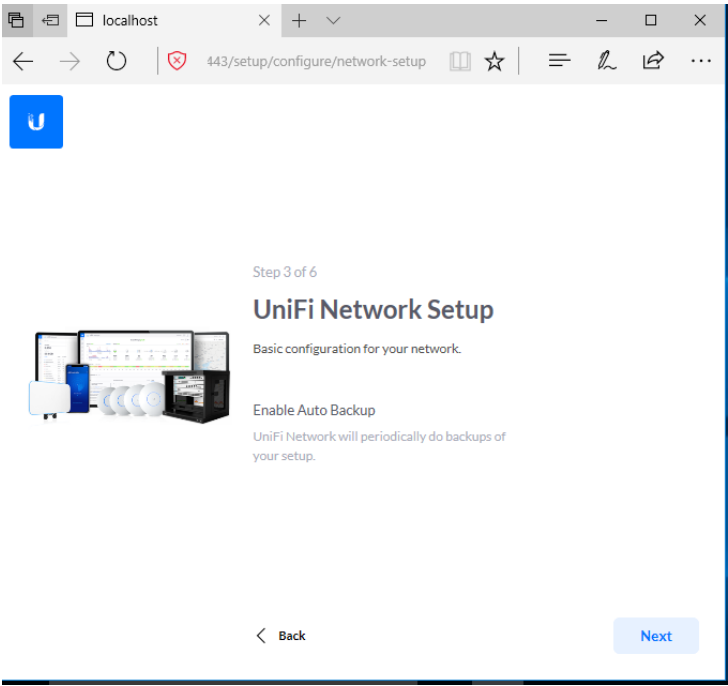 localhost
443/setup/configure/network-setup
Step 3 of 6
UniFi Network Setup
Basic configuration for your network.
Enable Auto Backup
UniFi Network will periodically do backups of
your setup.
Back
Next